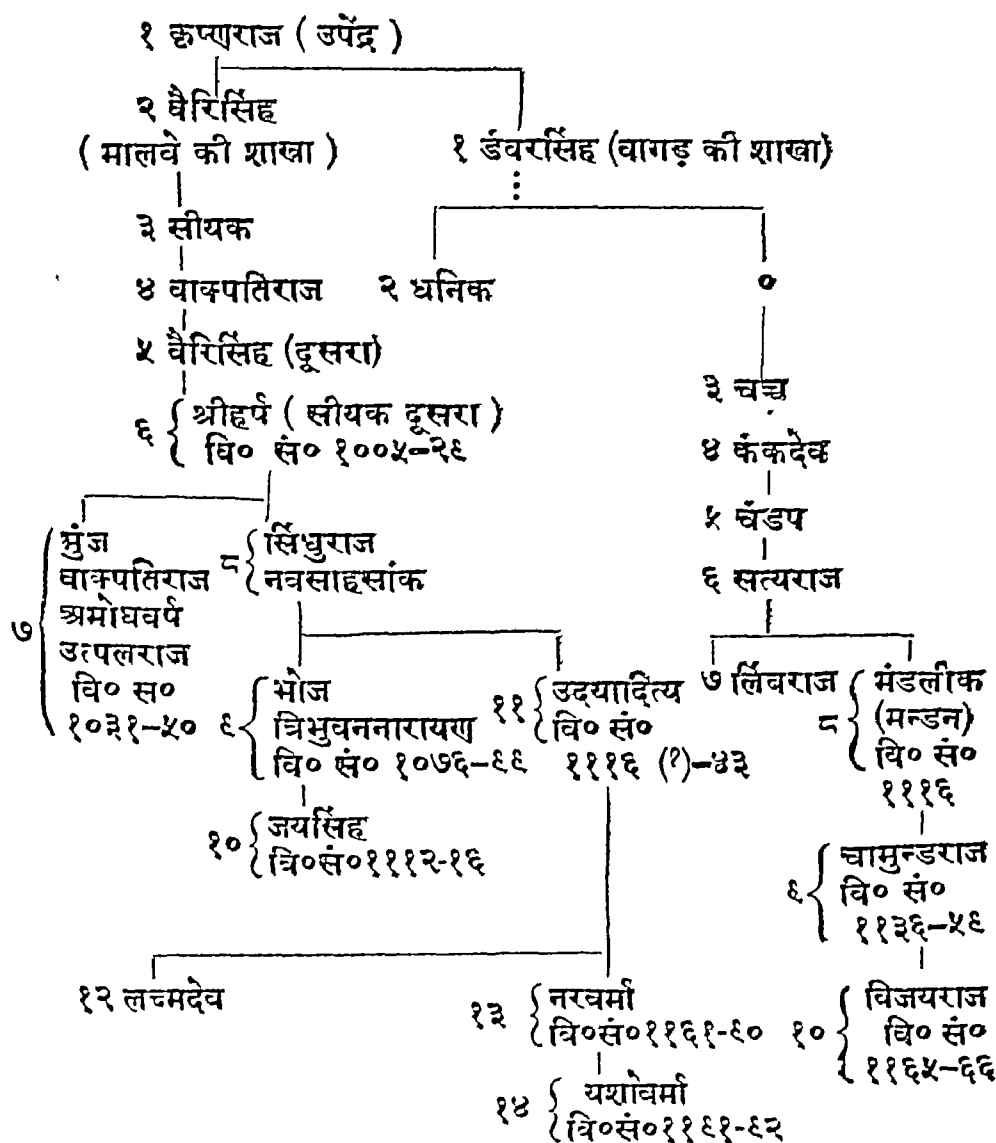 १ कृष्णराज ( उपेंद्र )
२ वैरिसिंह
( मालवे की शाखा )
१ डंवरसिंह (वागड़ की शाखा)
३ सीयक
४ वाक्पतिराज
२ धनिक
०
५ वैरिसिंह (दूसरा)
३ चच्च
६ श्रीहर्ष ( सीयक दूसरा )
वि० सं० १००५-२९
४ कंकदेव
५ चंडप
६ सत्यराज
७ मुंज
वाक्पतिराज
अमोघवर्ष
उत्पलराज
वि० स०
१०३१-५०
८ सिंधुराज
नवसाहसांक
९ भोज
त्रिभुवननारायण
वि० सं० १०७६-९९
११ उदयादित्य
वि० सं०
१११६ (?)-४३
७ लिंवराज
८ मंडलीक
(मन्डन)
वि० सं०
१११६
१० जयसिंह
वि०सं०१११२-१६
९ चामुन्डराज
वि० सं०
११३६-५९
१२ लक्ष्मदेव
१३ नरवर्मा
वि०सं०११६१-९०
१० विजयराज
वि० सं०
११६५-६६
१४ यशोवर्मा
वि०सं०११९१-९२